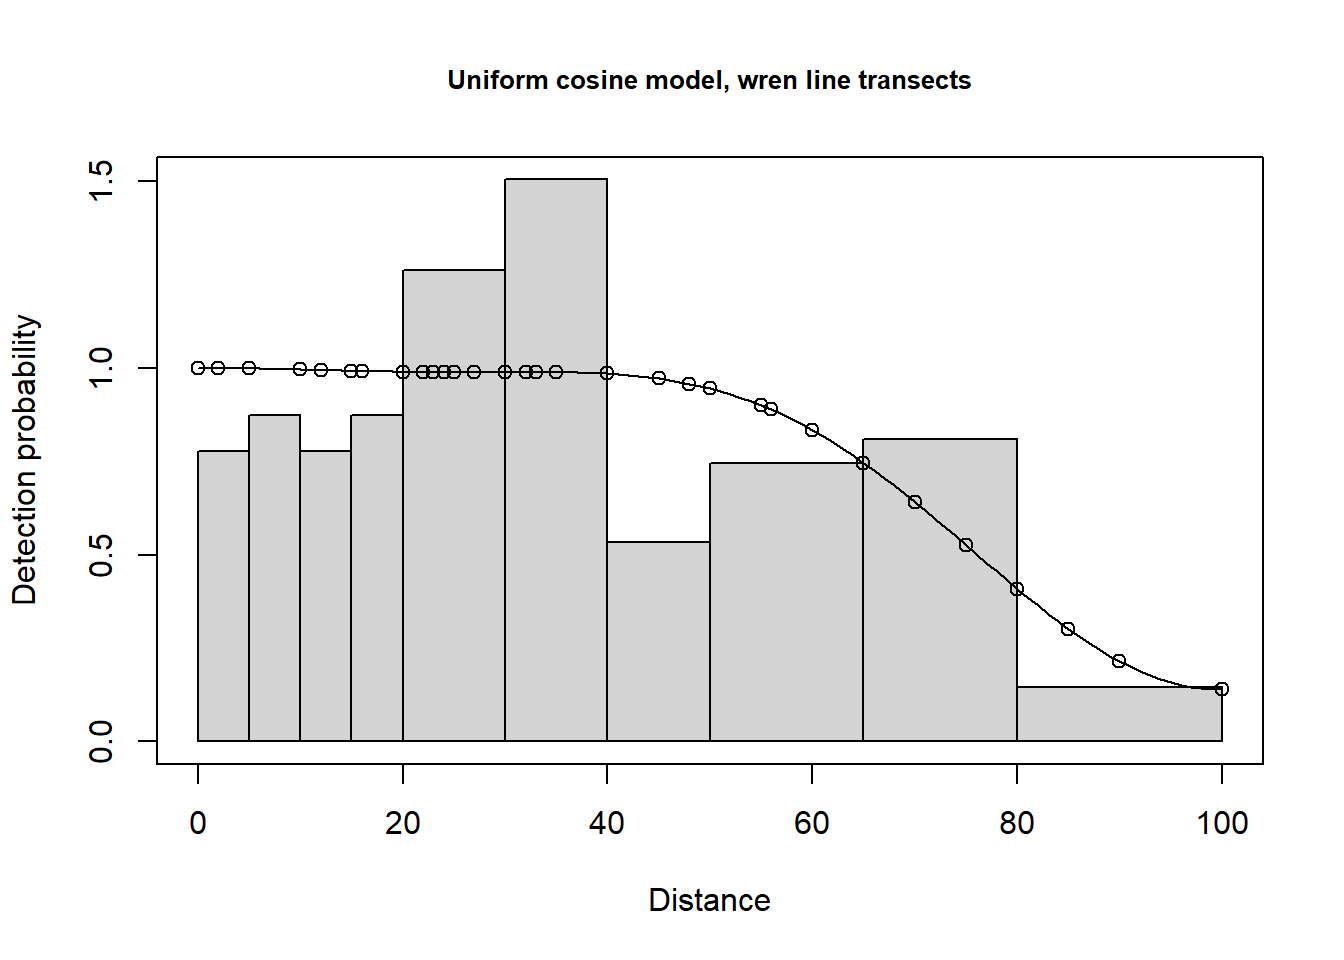 Uniform cosine model, wren line transects
Detection probability
1.5
1.0
0.5
0.0
0 20 40 60 80 100
Distance